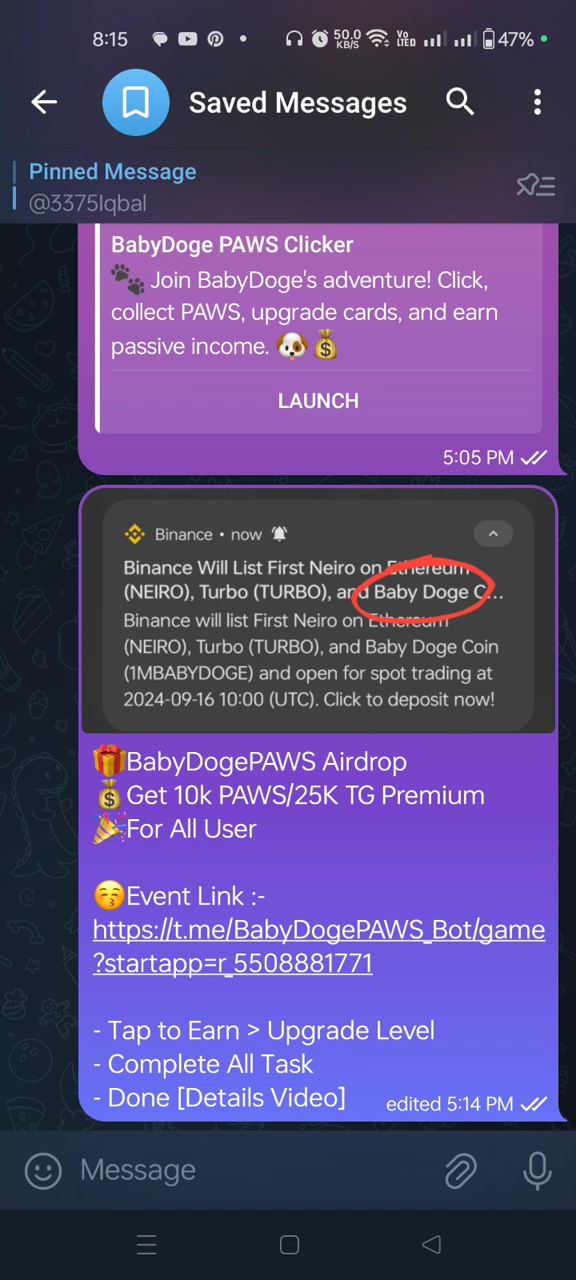 8:15
50.0
KB/S
Vo
LTED
47%
Saved Messages
Pinned Message
@3375Iqbal
BabyDoge PAWS Clicker
🐾 Join BabyDoge's adventure! Click,
collect PAWS, upgrade cards, and earn
passive income. 🐶💰
LAUNCH
5:05 PM
Binance • now
Binance Will List First Neiro on Ethereum
(NEIRO), Turbo (TURBO), and Baby Doge C...
Binance will list First Neiro on Ethereum
(NEIRO), Turbo (TURBO), and Baby Doge Coin
(1MBABYDOGE) and open for spot trading at
2024-09-16 10:00 (UTC). Click to deposit now!
🎁BabyDogePAWS Airdrop
💰Get 10k PAWS/25K TG Premium
🎉For All User
😚Event Link :-
https://t.me/BabyDogePAWS_Bot/game
?startapp=r_5508881771
- Tap to Earn > Upgrade Level
- Complete All Task
- Done [Details Video]
edited 5:14 PM
Message